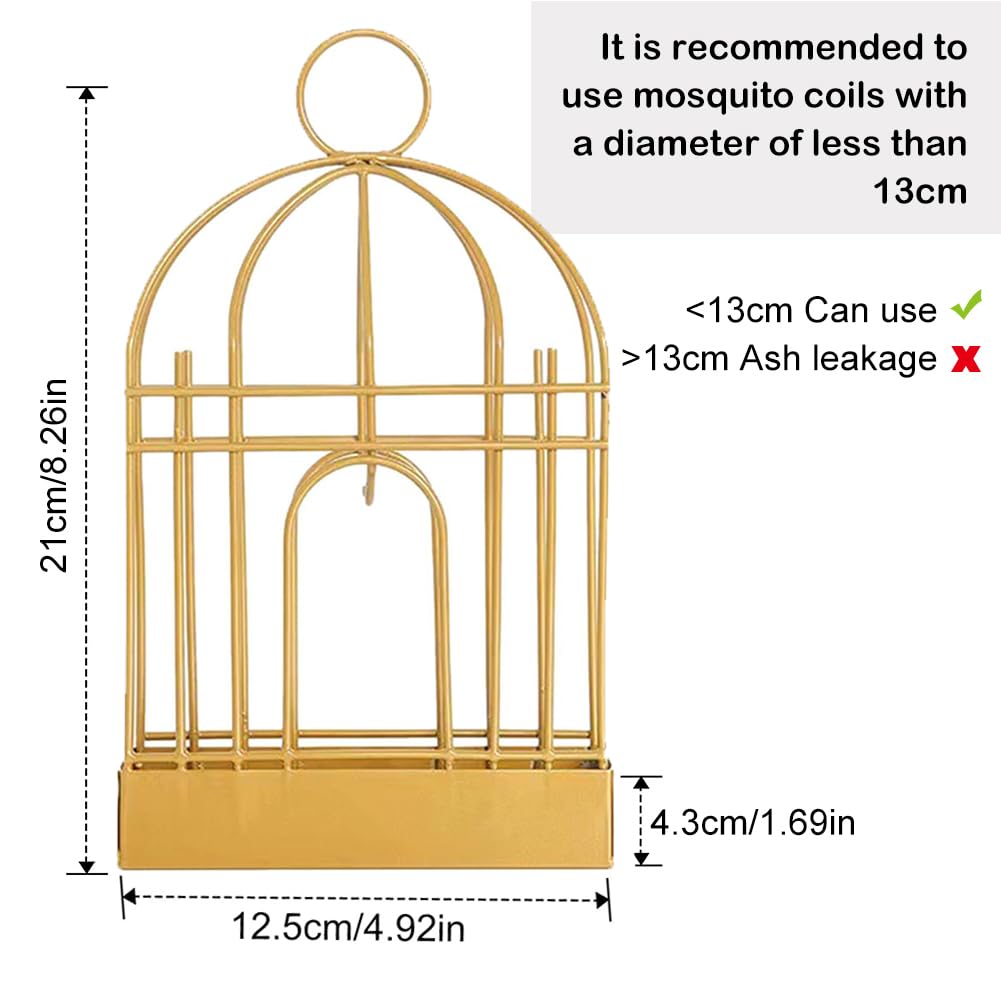 It is recommended to
use mosquito coils with
a diameter of less than
13cm
<13cm Can use
>13cm Ash leakage
21cm/8.26in
4.3cm/1.69in
12.5cm/4.92in